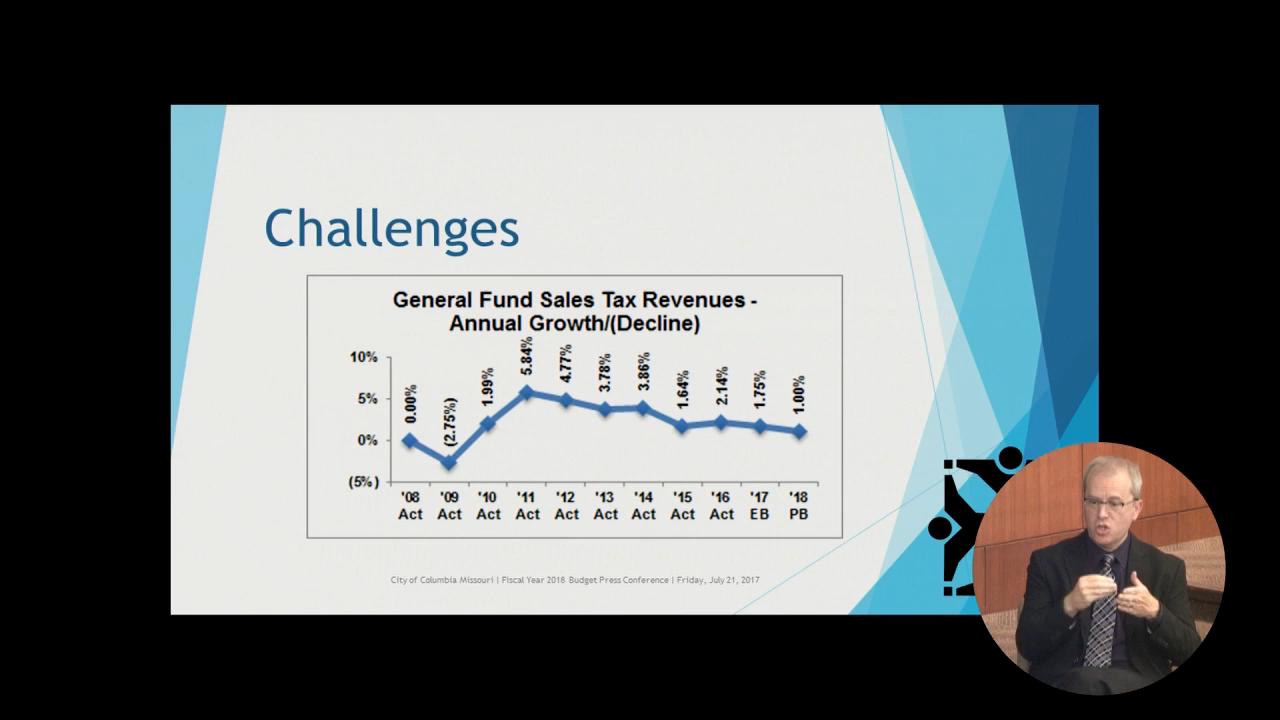 Challenges
General Fund Sales Tax Revenues -
Annual Growth/(Decline)
10%
5%
0%
(5%)
0.00%
(2.75%)
1.99%
5.84%
4.77%
3.78%
3.86%
1.64%
2.14%
1.75%
1.00%
'08 '09 '10 '11 '12 '13 '14 '15 '16 '17 '18
Act Act Act Act Act Act Act Act Act EB PB
City of Columbia Missouri | Fiscal Year 2018 Budget Press Conference | Friday, July 21, 2017